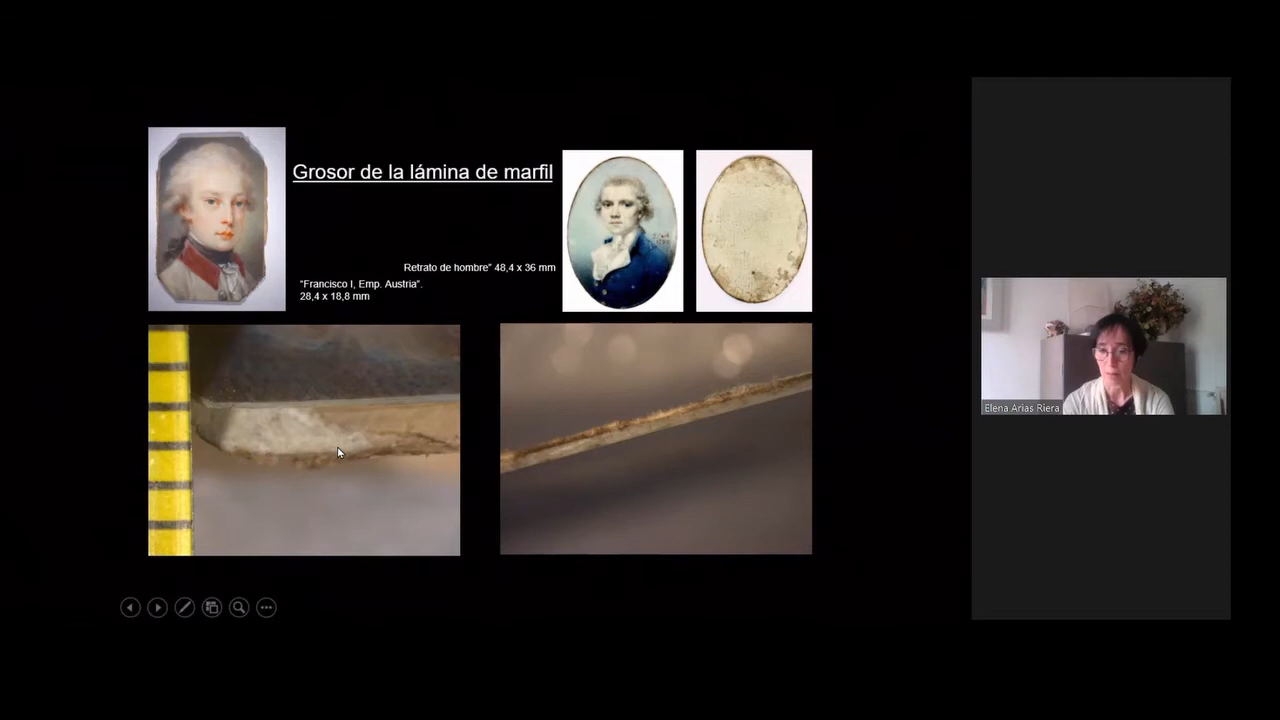 Grosor de la lámina de marfil
Retrato de hombre" 48,4 x 36 mm
"Francisco I, Emp. Austria".
28,4 x 18,8 mm
Elena Arias Riera